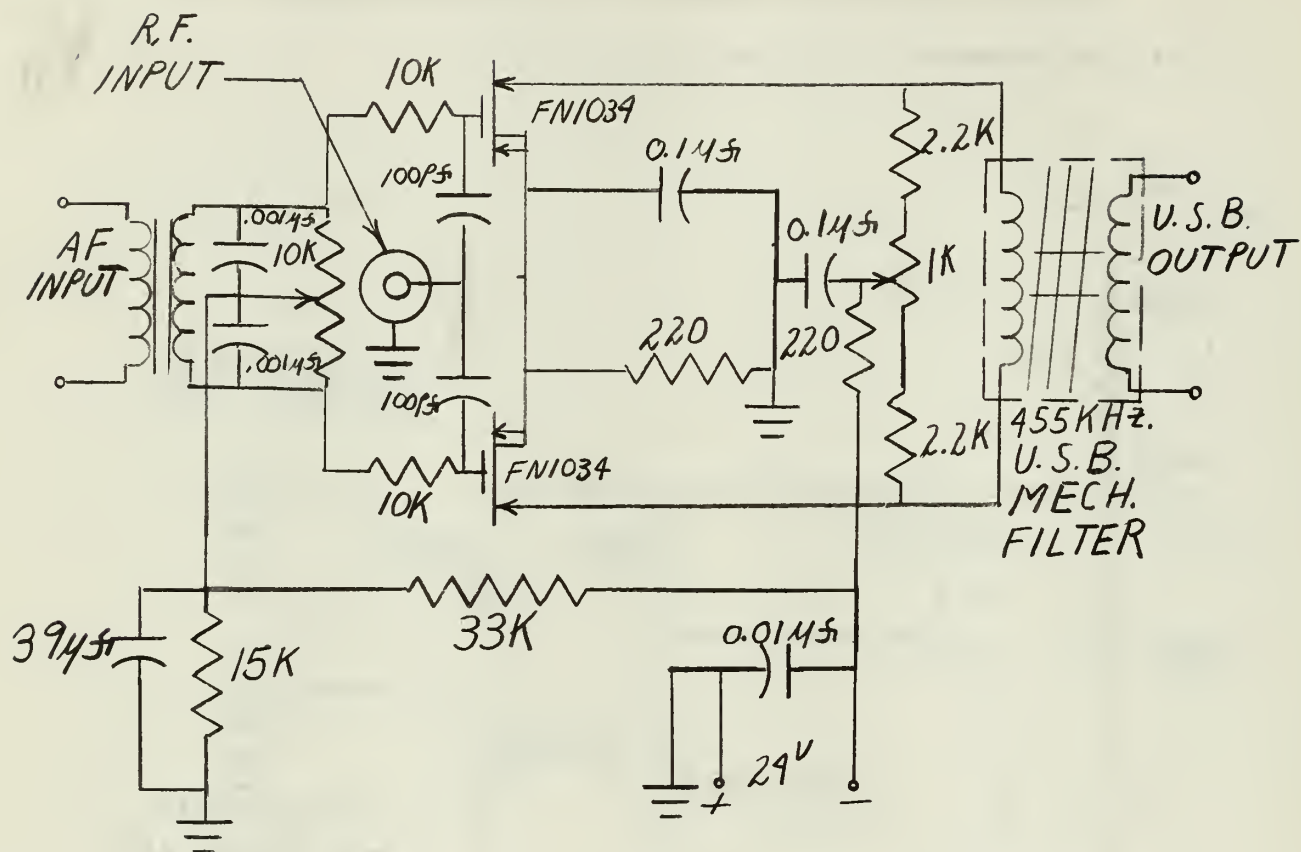 R.F.
INPUT
10K
FN1034
100Pf
0.1µf
2.2K
.001µf
10K
AF
INPUT
0.1µf
1K
U.S.B.
OUTPUT
220
220
.001µf
100Pf
10K
FN1034
2.2K
455KHz.
U.S.B.
MECH.
FILTER
39µf
15K
33K
0.01µf
24V
+
-